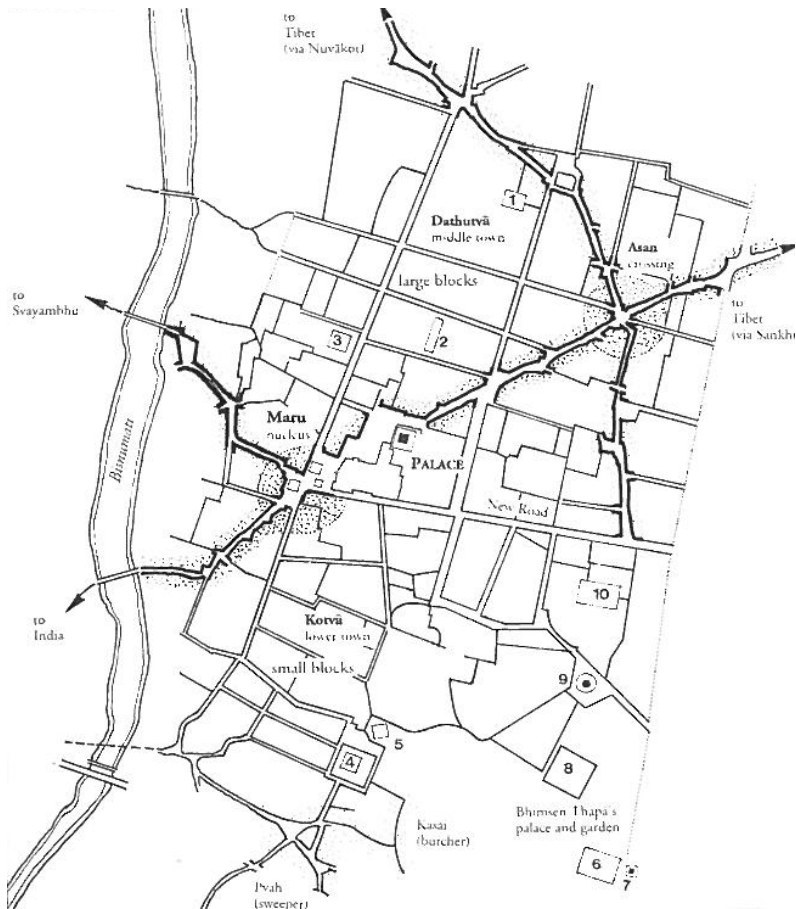 to
Tibet
(via Nuvākot)
1
Dathutvā
middle town
Asan
crossing
large blocks
to
Svayambhu
to
Tibet
(via Sankhu
3
2
Maru
nucleus
PALACE
Bisnumati
New Road
10
to
India
Kotvā
lower town
small blocks
9
5
4
8
Bhimsen Thapa's
palace and garden
Kasai
(butcher)
6
7
Pvah
(sweeper)